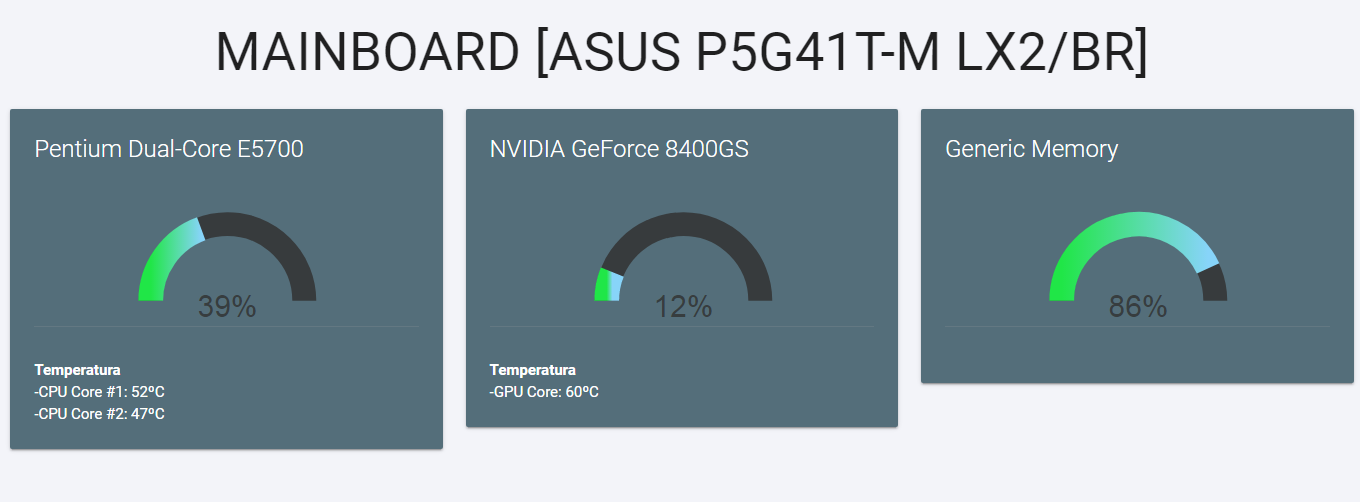 MAINBOARD [ASUS P5G41T-M LX2/BR]
Pentium Dual-Core E5700
39%
Temperatura
-CPU Core #1: 52ºC
-CPU Core #2: 47ºC
NVIDIA GeForce 8400GS
12%
Temperatura
-GPU Core: 60ºC
Generic Memory
86%